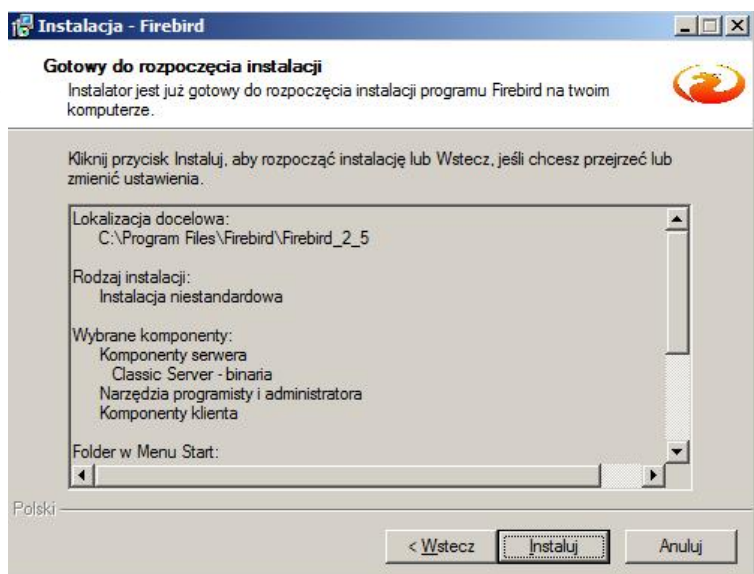 Instalacja - Firebird
Gotowy do rozpoczęcia instalacji
Instalator jest już gotowy do rozpoczęcia instalacji programu Firebird na twoim
komputerze.
Kliknij przycisk Instaluj, aby rozpocząć instalację lub Wstecz, jeśli chcesz przejrzeć lub
zmienić ustawienia.
Lokalizacja docelowa:
C:\Program Files\Firebird\Firebird_2_5
Rodzaj instalacji:
Instalacja niestandardowa
Wybrane komponenty:
Komponenty serwera
Classic Server - binaria
Narzędzia programisty i administratora
Komponenty klienta
Folder w Menu Start:
Polski
< Wstecz Instaluj Anuluj